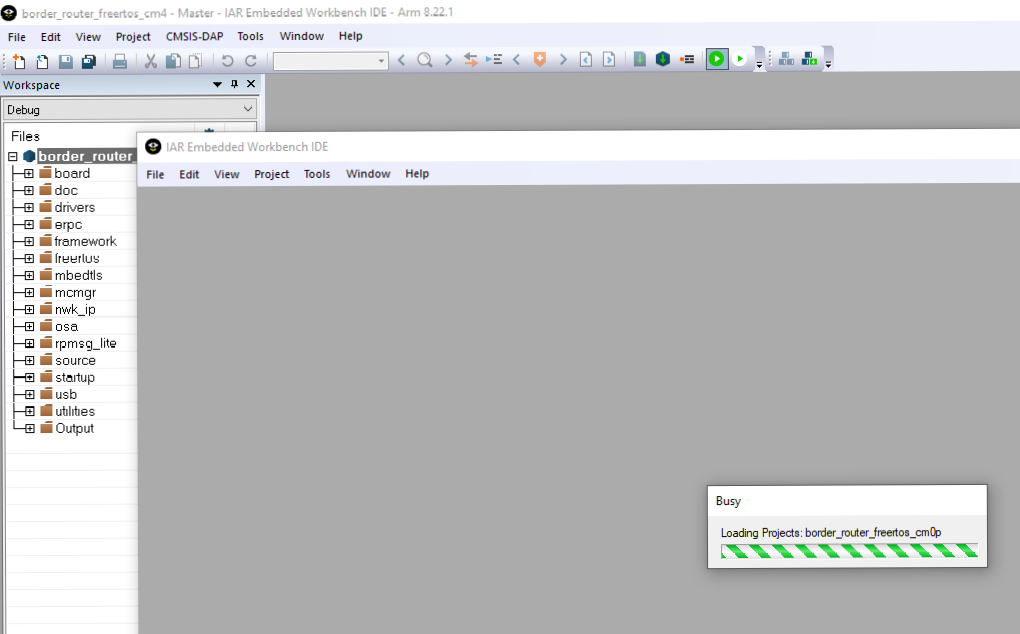 border_router_freertos_cm4 - Master - IAR Embedded Workbench IDE - Arm 8.22.1
File Edit View Project CMSIS-DAP Tools Window Help
Workspace
Debug
Files
border_router_
board
doc
drivers
erpc
framework
freertos
mbedtls
mcmgr
nwk_ip
osa
rpmsg_lite
source
startup
usb
utilities
Output
IAR Embedded Workbench IDE
File Edit View Project Tools Window Help
Busy
Loading Projects: border_router_freertos_cm0p